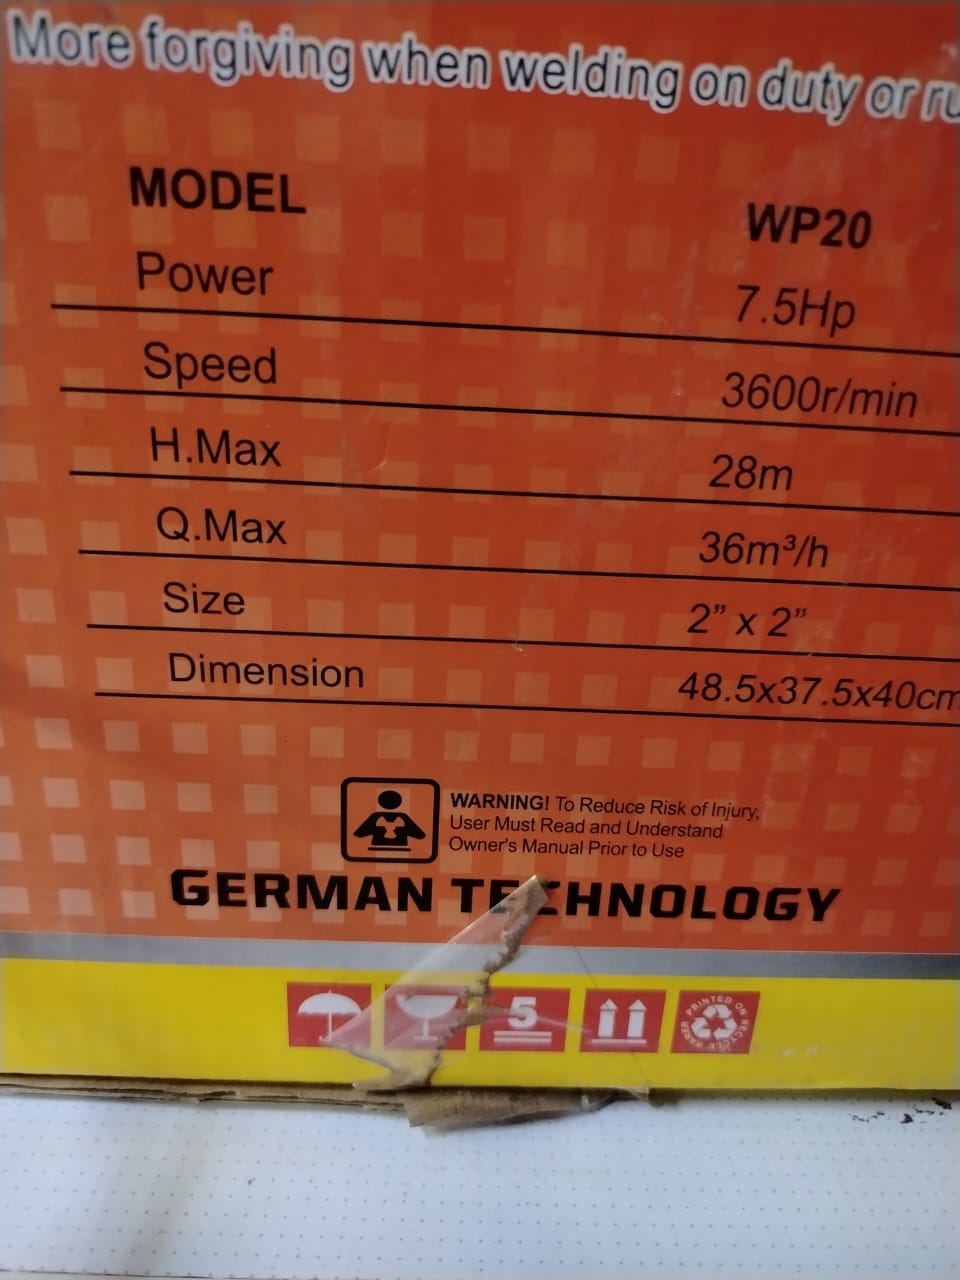 More forgiving when welding on duty or
MODEL WP20
Power 7.5Hp
Speed 3600r/min
H.Max 28m
Q.Max 36m³/h
Size 2” x 2”
Dimension 48.5x37.5x40cm
WARNING! To Reduce Risk of Injury,
User Must Read and Understand
Owner's Manual Prior to Use
GERMAN TECHNOLOGY
5
PRINTED ON